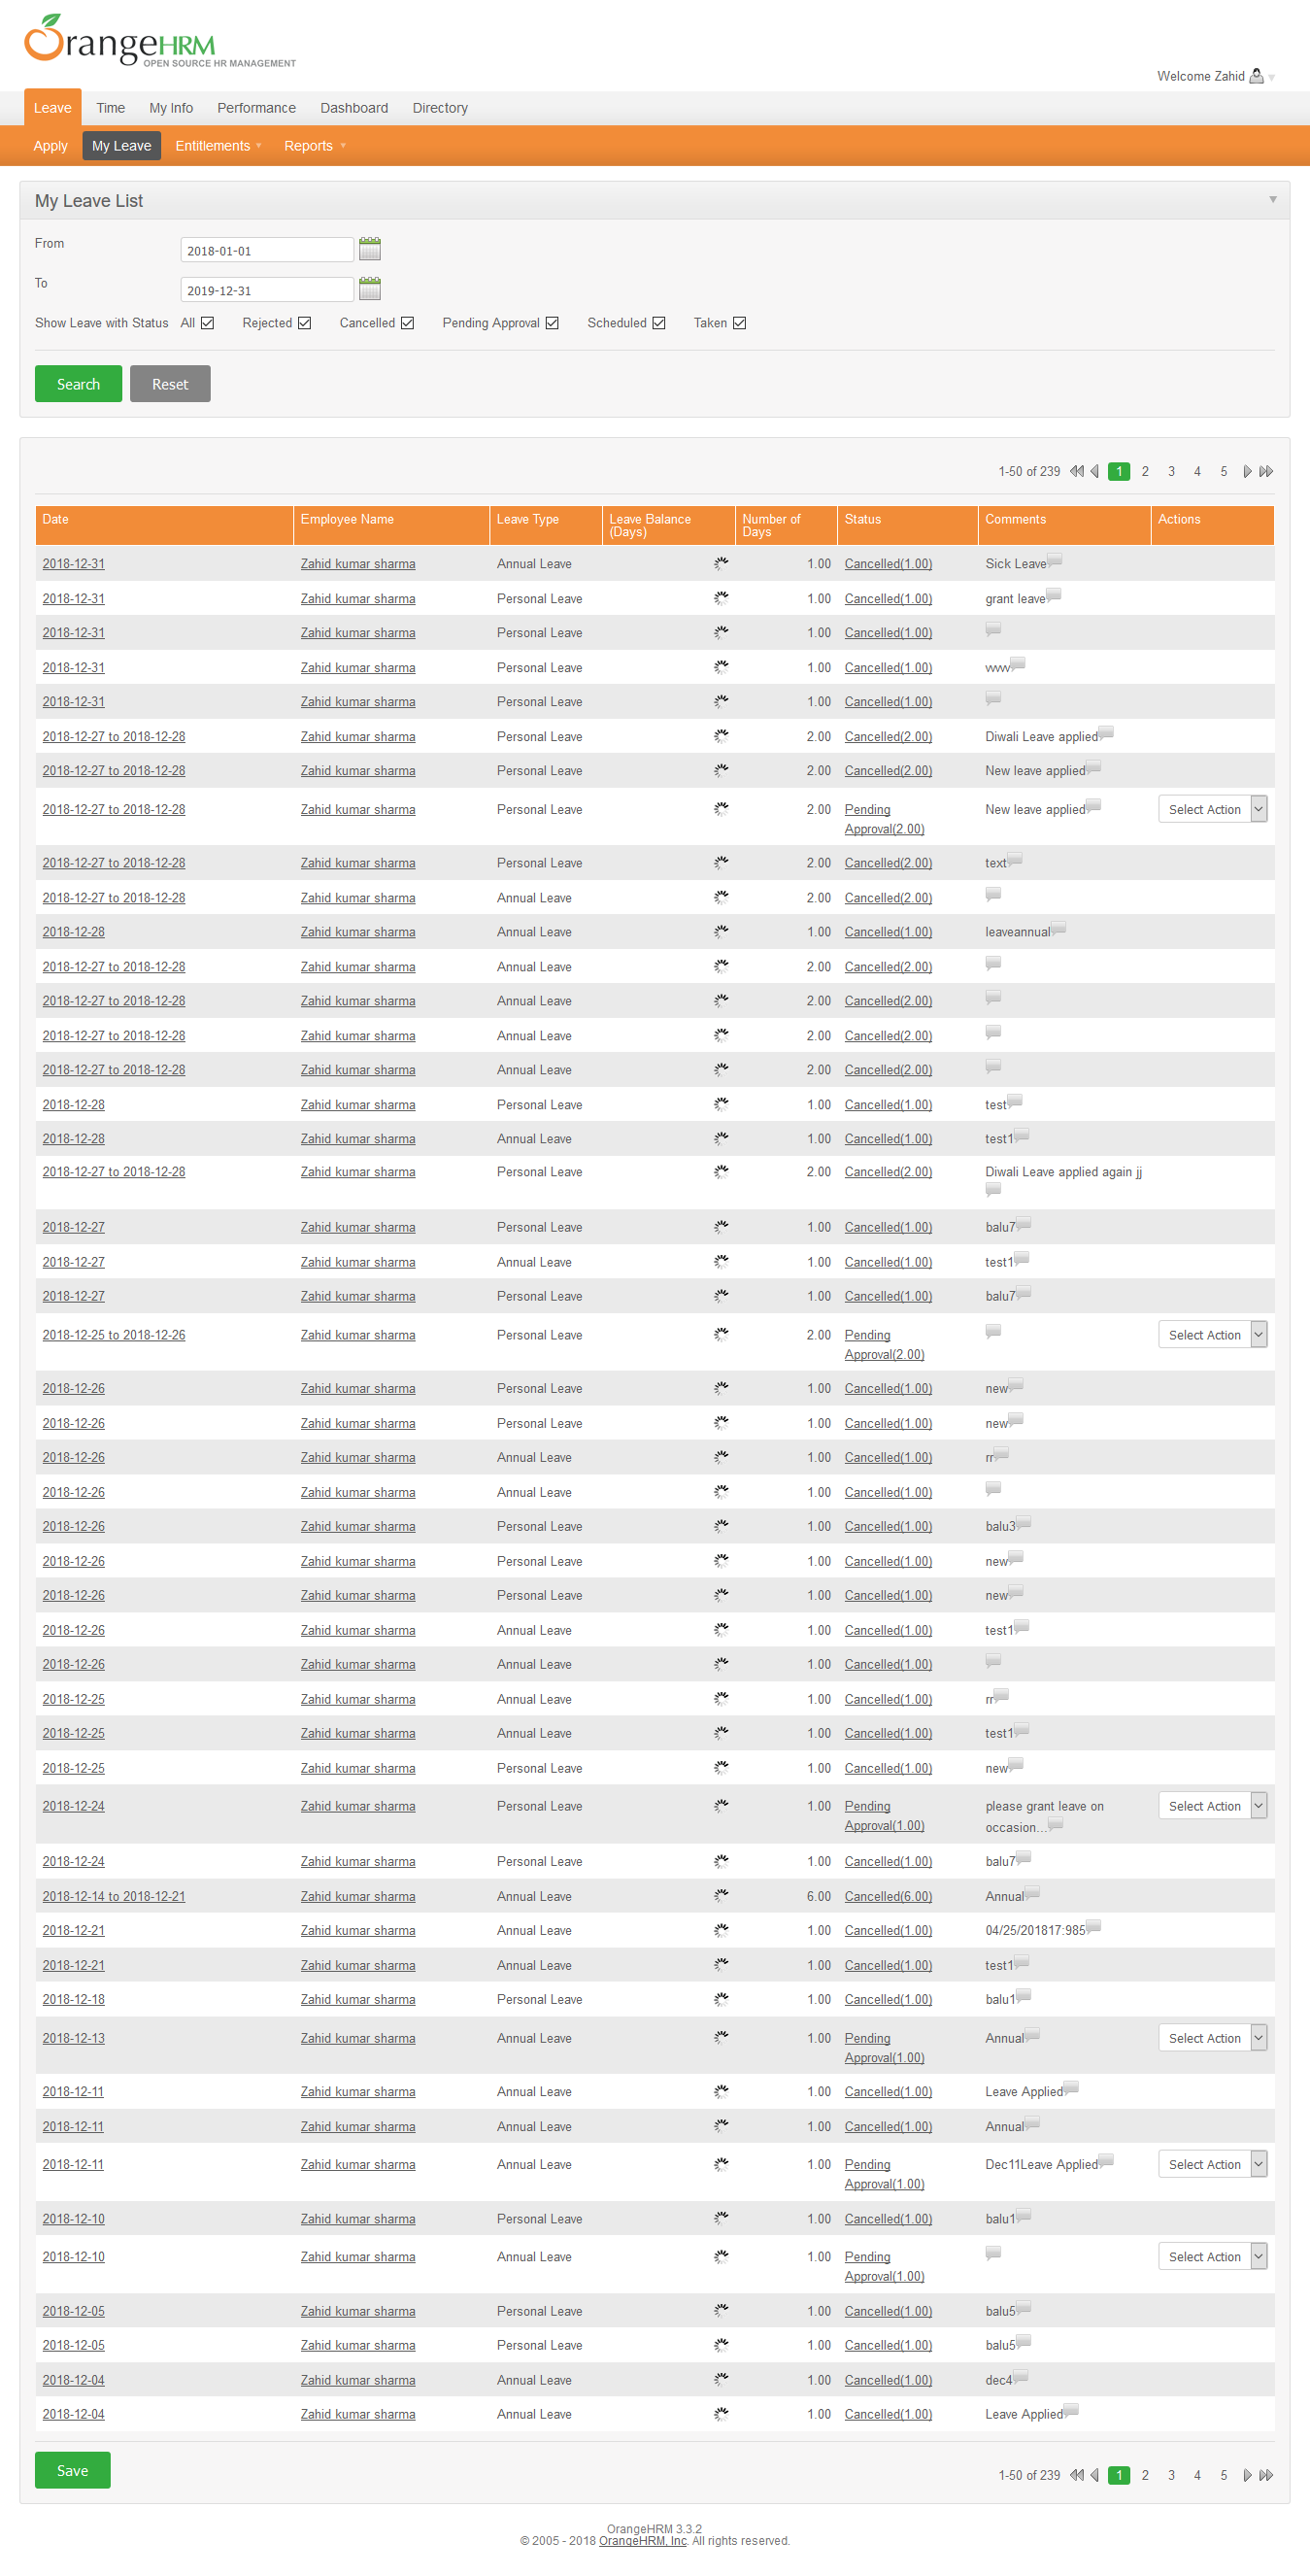 OrangeHRM
OPEN SOURCE HR MANAGEMENT
Welcome Zahid
Leave Time My Info Performance Dashboard Directory
Apply My Leave Entitlements Reports
My Leave List
From 2018-01-01
To 2019-12-31
Show Leave with Status All Rejected Cancelled Pending Approval Scheduled Taken
Search Reset
1-50 of 239 1 2 3 4 5
Date Employee Name Leave Type Leave Balance (Days) Number of Days Status Comments Actions
2018-12-31 Zahid kumar sharma Annual Leave 1.00 Cancelled(1.00) Sick Leave
2018-12-31 Zahid kumar sharma Personal Leave 1.00 Cancelled(1.00) grant leave
2018-12-31 Zahid kumar sharma Personal Leave 1.00 Cancelled(1.00)
2018-12-31 Zahid kumar sharma Personal Leave 1.00 Cancelled(1.00)
2018-12-31 Zahid kumar sharma Personal Leave 1.00 Cancelled(1.00)
2018-12-27 to 2018-12-28 Zahid kumar sharma Personal Leave 2.00 Cancelled(2.00) Diwali Leave applied
2018-12-27 to 2018-12-28 Zahid kumar sharma Personal Leave 2.00 Cancelled(2.00) New leave applied
2018-12-27 to 2018-12-28 Zahid kumar sharma Personal Leave 2.00 Pending Approval(2.00) New leave applied Select Action
2018-12-27 to 2018-12-28 Zahid kumar sharma Personal Leave 2.00 Cancelled(2.00) text
2018-12-27 to 2018-12-28 Zahid kumar sharma Annual Leave 2.00 Cancelled(2.00)
2018-12-28 Zahid kumar sharma Annual Leave 1.00 Cancelled(1.00) leaveannual
2018-12-27 to 2018-12-28 Zahid kumar sharma Annual Leave 2.00 Cancelled(2.00)
2018-12-27 to 2018-12-28 Zahid kumar sharma Annual Leave 2.00 Cancelled(2.00)
2018-12-27 to 2018-12-28 Zahid kumar sharma Annual Leave 2.00 Cancelled(2.00)
2018-12-27 to 2018-12-28 Zahid kumar sharma Annual Leave 2.00 Cancelled(2.00)
2018-12-28 Zahid kumar sharma Personal Leave 1.00 Cancelled(1.00) test
2018-12-28 Zahid kumar sharma Annual Leave 1.00 Cancelled(1.00) test1
2018-12-27 to 2018-12-28 Zahid kumar sharma Personal Leave 2.00 Cancelled(2.00) Diwali Leave applied again jj
2018-12-27 Zahid kumar sharma Personal Leave 1.00 Cancelled(1.00) balu7
2018-12-27 Zahid kumar sharma Annual Leave 1.00 Cancelled(1.00) test1
2018-12-27 Zahid kumar sharma Personal Leave 1.00 Cancelled(1.00) balu7
2018-12-25 to 2018-12-26 Zahid kumar sharma Personal Leave 2.00 Pending Approval(2.00) Select Action
2018-12-26 Zahid kumar sharma Personal Leave 1.00 Cancelled(1.00) new
2018-12-26 Zahid kumar sharma Personal Leave 1.00 Cancelled(1.00) new
2018-12-26 Zahid kumar sharma Annual Leave 1.00 Cancelled(1.00) rr
2018-12-26 Zahid kumar sharma Annual Leave 1.00 Cancelled(1.00)
2018-12-26 Zahid kumar sharma Personal Leave 1.00 Cancelled(1.00) balu3
2018-12-26 Zahid kumar sharma Personal Leave 1.00 Cancelled(1.00) new
2018-12-26 Zahid kumar sharma Personal Leave 1.00 Cancelled(1.00) new
2018-12-26 Zahid kumar sharma Annual Leave 1.00 Cancelled(1.00) test1
2018-12-26 Zahid kumar sharma Annual Leave 1.00 Cancelled(1.00)
2018-12-25 Zahid kumar sharma Annual Leave 1.00 Cancelled(1.00) rr
2018-12-25 Zahid kumar sharma Annual Leave 1.00 Cancelled(1.00) test1
2018-12-25 Zahid kumar sharma Personal Leave 1.00 Cancelled(1.00) new
2018-12-24 Zahid kumar sharma Personal Leave 1.00 Pending Approval(1.00) please grant leave on occasion... Select Action
2018-12-24 Zahid kumar sharma Personal Leave 1.00 Cancelled(1.00) balu7
2018-12-14 to 2018-12-21 Zahid kumar sharma Annual Leave 6.00 Cancelled(6.00) Annual
2018-12-21 Zahid kumar sharma Annual Leave 1.00 Cancelled(1.00) 04/25/201817:985
2018-12-21 Zahid kumar sharma Annual Leave 1.00 Cancelled(1.00) test1
2018-12-18 Zahid kumar sharma Personal Leave 1.00 Cancelled(1.00) balu1
2018-12-13 Zahid kumar sharma Annual Leave 1.00 Pending Approval(1.00) Annual Select Action
2018-12-11 Zahid kumar sharma Annual Leave 1.00 Cancelled(1.00) Leave Applied
2018-12-11 Zahid kumar sharma Annual Leave 1.00 Cancelled(1.00) Annual
2018-12-11 Zahid kumar sharma Annual Leave 1.00 Pending Approval(1.00) Dec11Leave Applied Select Action
2018-12-10 Zahid kumar sharma Personal Leave 1.00 Cancelled(1.00) balu1
2018-12-10 Zahid kumar sharma Annual Leave 1.00 Pending Approval(1.00) Select Action
2018-12-05 Zahid kumar sharma Personal Leave 1.00 Cancelled(1.00) balu5
2018-12-05 Zahid kumar sharma Personal Leave 1.00 Cancelled(1.00) balu5
2018-12-04 Zahid kumar sharma Annual Leave 1.00 Cancelled(1.00) dec4
2018-12-04 Zahid kumar sharma Annual Leave 1.00 Cancelled(1.00) Leave Applied
Save
1-50 of 239 1 2 3 4 5
OrangeHRM 3.3.2
© 2005 - 2018 OrangeHRM, Inc. All rights reserved.